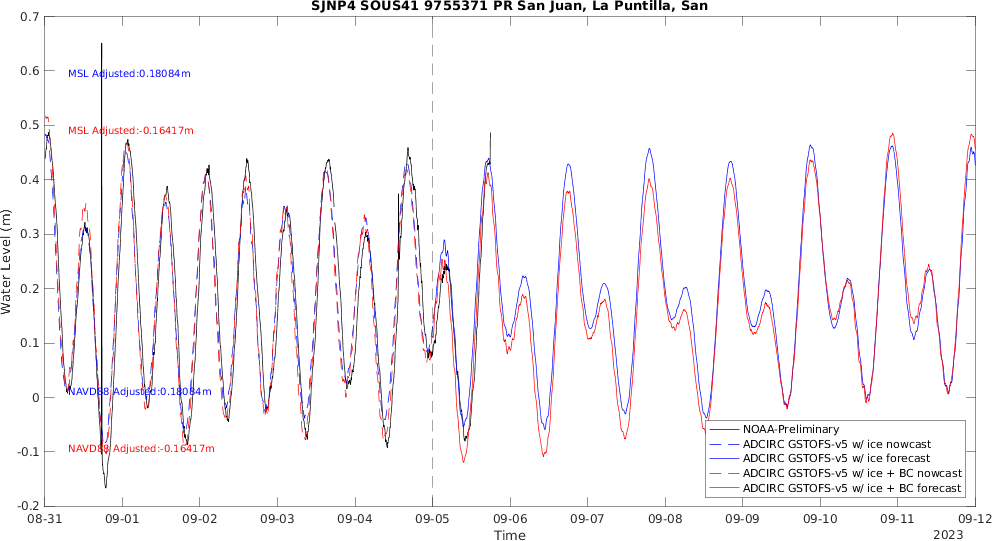 SJNP4 SOUS41 9755371 PR San Juan, La Puntilla, San
0.7
0.6
0.5
0.4
0.3
0.2
0.1
0
-0.1
-0.2
Water Level (m)
MSL Adjusted:0.18084m
MSL Adjusted:-0.16417m
NAVD88 Adjusted:0.18084m
NAVD88 Adjusted:-0.16417m
NOAA-Preliminary
ADCIRC GSTOFS-v5 w/ ice nowcast
ADCIRC GSTOFS-v5 w/ ice forecast
ADCIRC GSTOFS-v5 w/ ice + BC nowcast
ADCIRC GSTOFS-v5 w/ ice + BC forecast
08-31 09-01 09-02 09-03 09-04 09-05 09-06 09-07 09-08 09-09 09-10 09-11 09-12
Time
2023